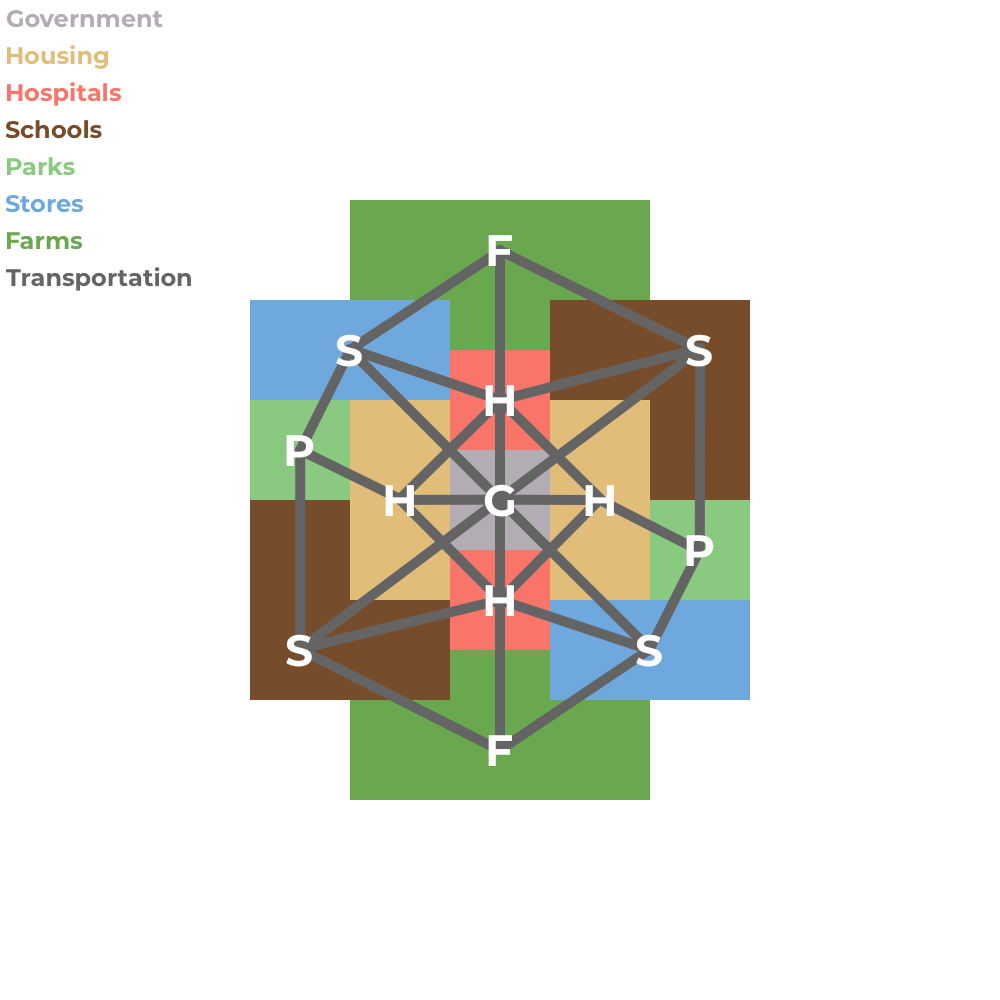 Government
Housing
Hospitals
Schools
Parks
Stores
Farms
Transportation
F
S S
H
P
H G H
P
H
S S
F